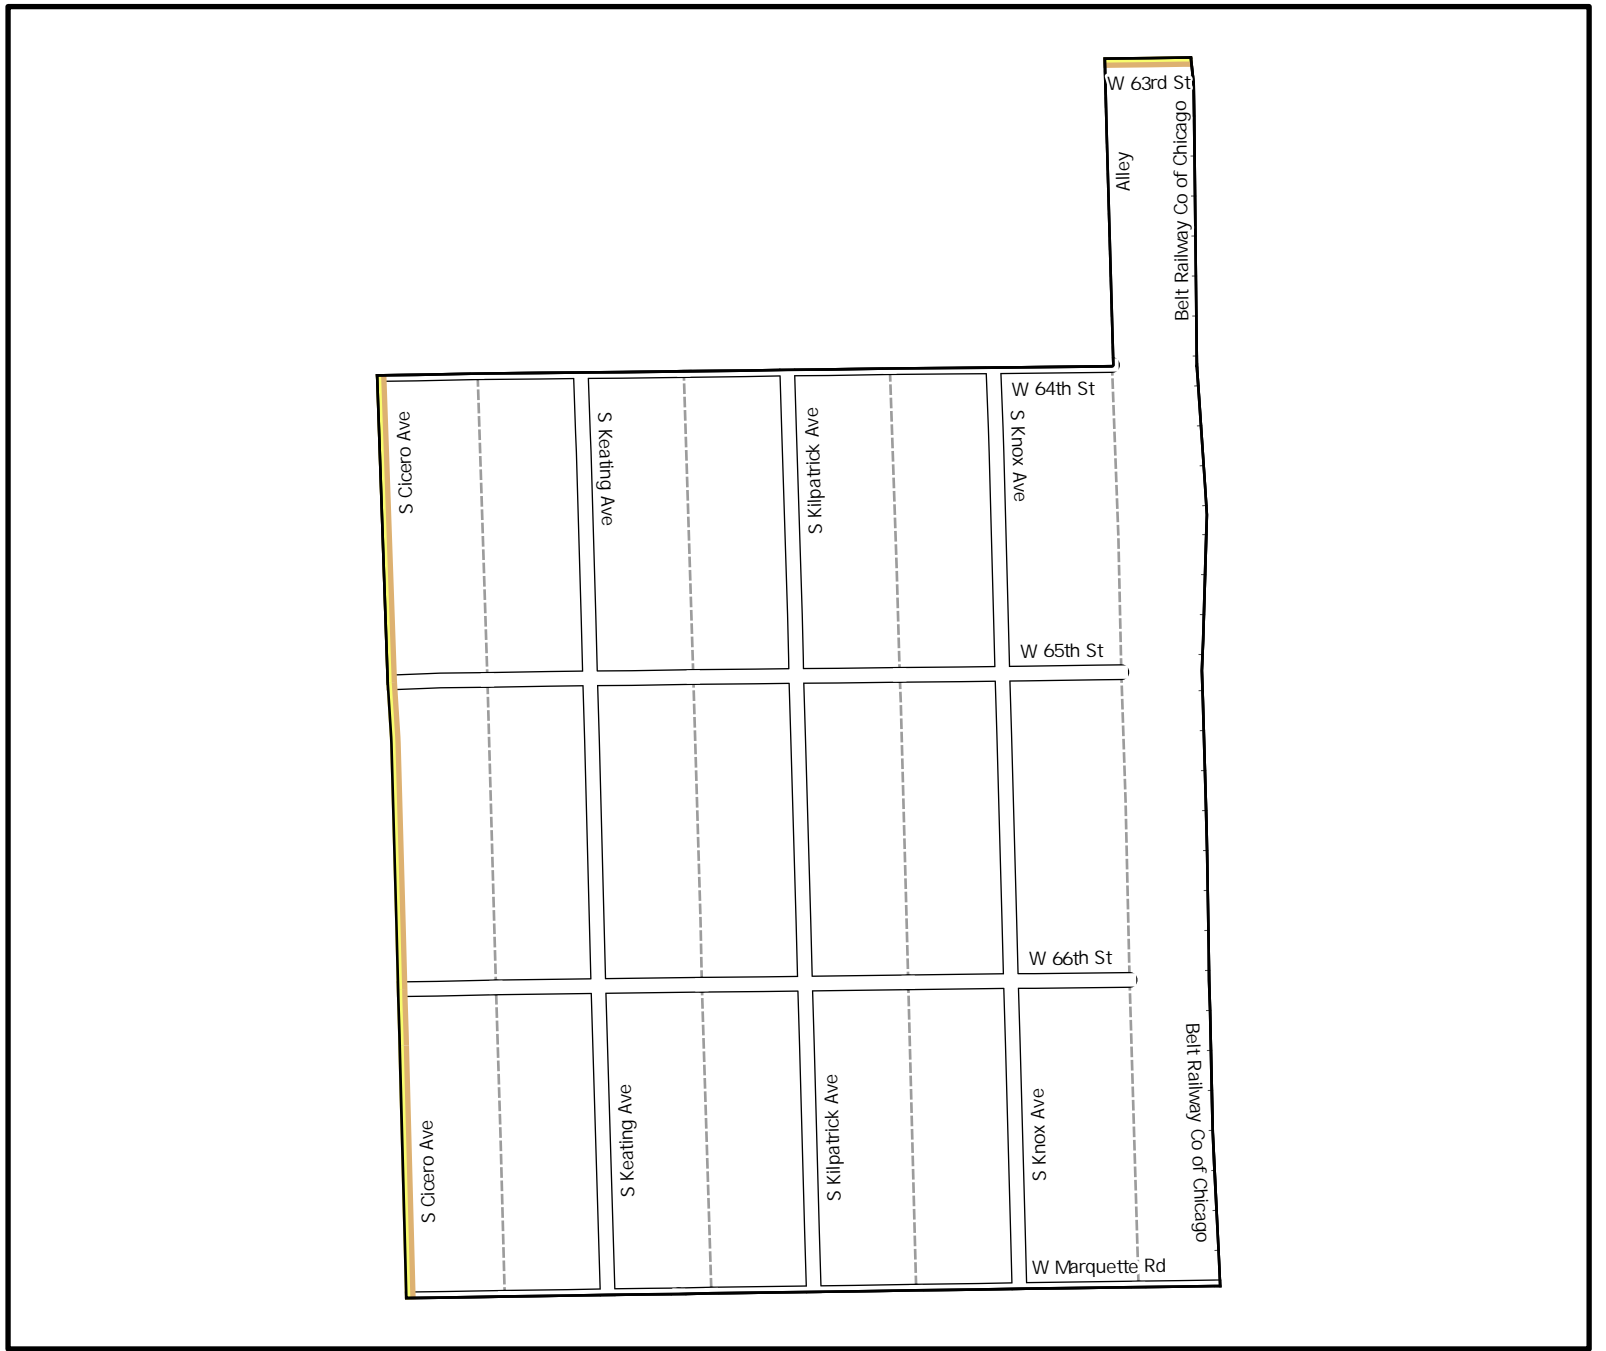 W 63rd St
Alley
Belt Railway Co of Chicago
W 64th St
S Cicero Ave
S Keating Ave
S Kilpatrick Ave
S Knox Ave
W 65th St
W 66th St
Belt Railway Co of Chicago
S Cicero Ave
S Keating Ave
S Kilpatrick Ave
S Knox Ave
W Marquette Rd